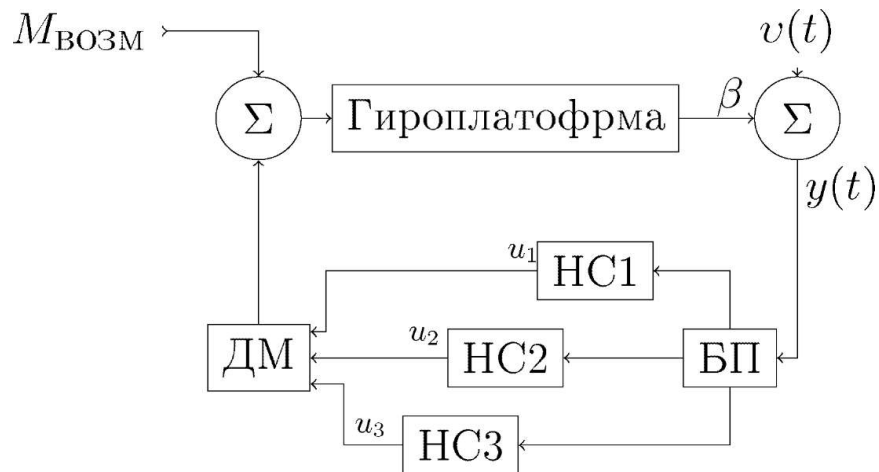 M_ВОЗМ
υ(t)
Σ
Гироплатофрма
β
Σ
y(t)
u₁
НС1
ДМ
u₂
НС2
БП
u₃
НС3